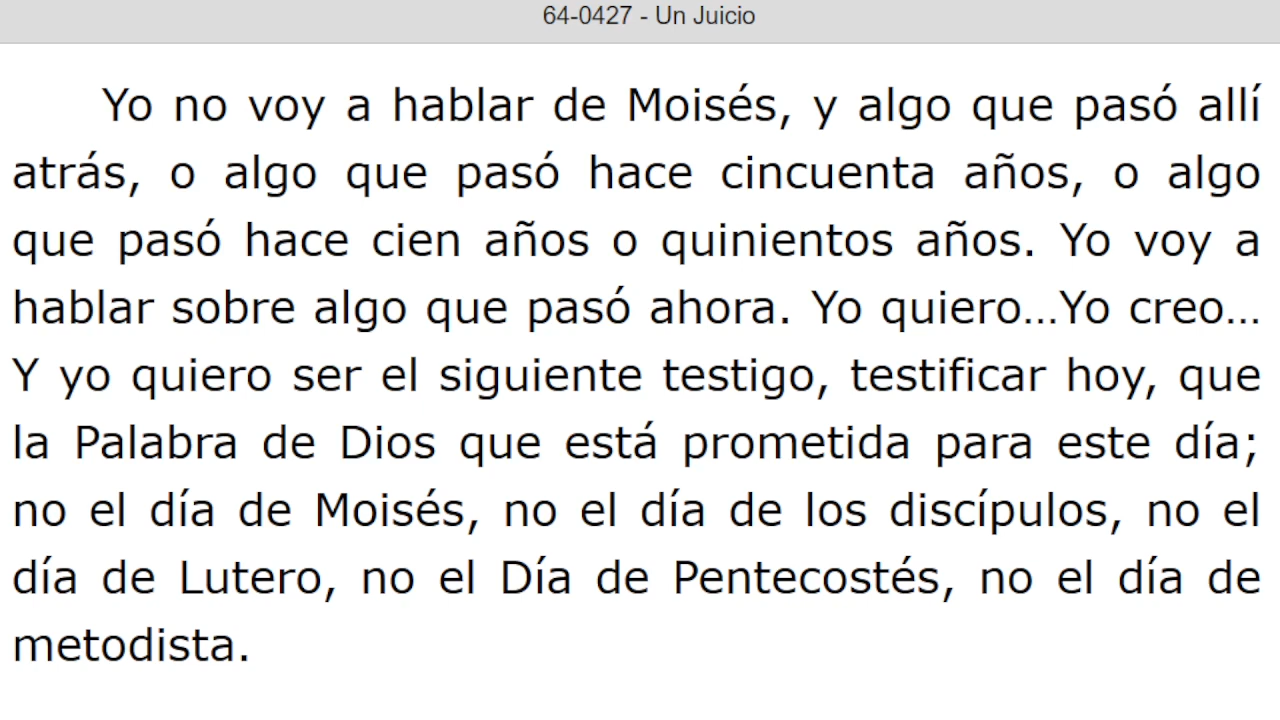 64-0427 - Un Juicio
Yo no voy a hablar de Moisés, y algo que pasó allí
atrás, o algo que pasó hace cincuenta años, o algo
que pasó hace cien años o quinientos años. Yo voy a
hablar sobre algo que pasó ahora. Yo quiero...Yo creo...
Y yo quiero ser el siguiente testigo, testificar hoy, que
la Palabra de Dios que está prometida para este día;
no el día de Moisés, no el día de los discípulos, no el
día de Lutero, no el Día de Pentecostés, no el día de
metodista.